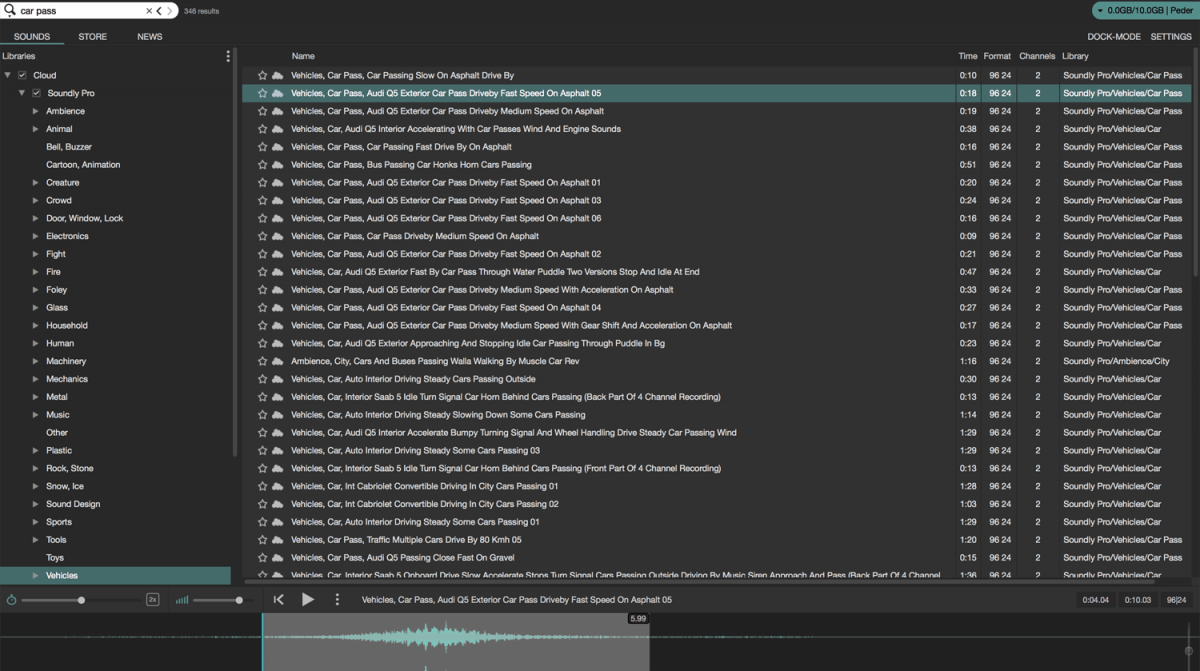 car pass 346 results 0.0GB/10.0GB | Peder
SOUNDS STORE NEWS DOCK-MODE SETTINGS
Libraries
Cloud
Soundly Pro
Ambience
Animal
Bell, Buzzer
Cartoon, Animation
Creature
Crowd
Door, Window, Lock
Electronics
Fight
Fire
Foley
Glass
Household
Human
Machinery
Mechanics
Metal
Music
Other
Plastic
Rock, Stone
Snow, Ice
Sound Design
Sports
Tools
Toys
Vehicles
Name Time Format Channels Library
Vehicles, Car Pass, Car Passing Slow On Asphalt Drive By 0:10 96 24 2 Soundly Pro/Vehicles/Car Pass
Vehicles, Car Pass, Audi Q5 Exterior Car Pass Driveby Fast Speed On Asphalt 05 0:18 96 24 2 Soundly Pro/Vehicles/Car Pass
Vehicles, Car Pass, Audi Q5 Exterior Car Pass Driveby Medium Speed On Asphalt 0:19 96 24 2 Soundly Pro/Vehicles/Car Pass
Vehicles, Car, Audi Q5 Interior Accelerating With Car Passes Wind And Engine Sounds 0:38 96 24 2 Soundly Pro/Vehicles/Car
Vehicles, Car Pass, Car Passing Fast Drive By On Asphalt 0:16 96 24 2 Soundly Pro/Vehicles/Car Pass
Vehicles, Car Pass, Bus Passing Car Honks Horn Cars Passing 0:51 96 24 2 Soundly Pro/Vehicles/Car Pass
Vehicles, Car Pass, Audi Q5 Exterior Car Pass Driveby Fast Speed On Asphalt 01 0:20 96 24 2 Soundly Pro/Vehicles/Car Pass
Vehicles, Car Pass, Audi Q5 Exterior Car Pass Driveby Fast Speed On Asphalt 03 0:24 96 24 2 Soundly Pro/Vehicles/Car Pass
Vehicles, Car Pass, Audi Q5 Exterior Car Pass Driveby Fast Speed On Asphalt 06 0:16 96 24 2 Soundly Pro/Vehicles/Car Pass
Vehicles, Car Pass, Car Pass Driveby Medium Speed On Asphalt 0:09 96 24 2 Soundly Pro/Vehicles/Car Pass
Vehicles, Car Pass, Audi Q5 Exterior Car Pass Driveby Fast Speed On Asphalt 02 0:21 96 24 2 Soundly Pro/Vehicles/Car Pass
Vehicles, Car, Audi Q5 Exterior Fast By Car Pass Through Water Puddle Two Versions Stop And Idle At End 0:47 96 24 2 Soundly Pro/Vehicles/Car
Vehicles, Car Pass, Audi Q5 Exterior Car Pass Driveby Medium Speed With Acceleration On Asphalt 0:33 96 24 2 Soundly Pro/Vehicles/Car Pass
Vehicles, Car Pass, Audi Q5 Exterior Car Pass Driveby Fast Speed On Asphalt 04 0:27 96 24 2 Soundly Pro/Vehicles/Car Pass
Vehicles, Car Pass, Audi Q5 Exterior Car Pass Driveby Medium Speed With Gear Shift And Acceleration On Asphalt 0:17 96 24 2 Soundly Pro/Vehicles/Car Pass
Vehicles, Car, Audi Q5 Exterior Approaching And Stopping Idle Car Passing Through Puddle In Bg 0:23 96 24 2 Soundly Pro/Vehicles/Car
Ambience, City, Cars And Buses Passing Walla Walking By Muscle Car Rev 1:16 96 24 2 Soundly Pro/Ambience/City
Vehicles, Car, Auto Interior Driving Steady Cars Passing Outside 0:30 96 24 2 Soundly Pro/Vehicles/Car
Vehicles, Car, Interior Saab 5 Idle Turn Signal Car Horn Behind Cars Passing (Back Part Of 4 Channel Recording) 0:13 96 24 2 Soundly Pro/Vehicles/Car
Vehicles, Car, Auto Interior Driving Steady Slowing Down Some Cars Passing 1:14 96 24 2 Soundly Pro/Vehicles/Car
Vehicles, Car, Audi Q5 Interior Accelerate Bumpy Turning Signal And Wheel Handling Drive Steady Car Passing Wind 1:29 96 24 2 Soundly Pro/Vehicles/Car
Vehicles, Car, Auto Interior Driving Steady Some Cars Passing 03 1:29 96 24 2 Soundly Pro/Vehicles/Car
Vehicles, Car, Interior Saab 5 Idle Turn Signal Car Horn Behind Cars Passing (Front Part Of 4 Channel Recording) 0:13 96 24 2 Soundly Pro/Vehicles/Car
Vehicles, Car, Int Cabriolet Convertible Driving In City Cars Passing 01 1:28 96 24 2 Soundly Pro/Vehicles/Car
Vehicles, Car, Int Cabriolet Convertible Driving In City Cars Passing 02 1:03 96 24 2 Soundly Pro/Vehicles/Car
Vehicles, Car, Auto Interior Driving Steady Some Cars Passing 01 1:29 96 24 2 Soundly Pro/Vehicles/Car
Vehicles, Car Pass, Traffic Multiple Cars Drive By 80 Kmh 05 1:20 96 24 2 Soundly Pro/Vehicles/Car Pass
Vehicles, Car Pass, Audi Q5 Passing Close Fast On Gravel 0:15 96 24 2 Soundly Pro/Vehicles/Car Pass
Vehicles, Car, Interior Saab 5 Onboard Drive Slow Accelerate Stops Turn Signal Cars Passing Outside Driving By Music Siren Approach And Pass (Back Part Of 4 Channel 1:36 96 24 2 Soundly Pro/Vehicles/Car
2x Vehicles, Car Pass, Audi Q5 Exterior Car Pass Driveby Fast Speed On Asphalt 05 0:04.04 0:10.03 96|24
5.99